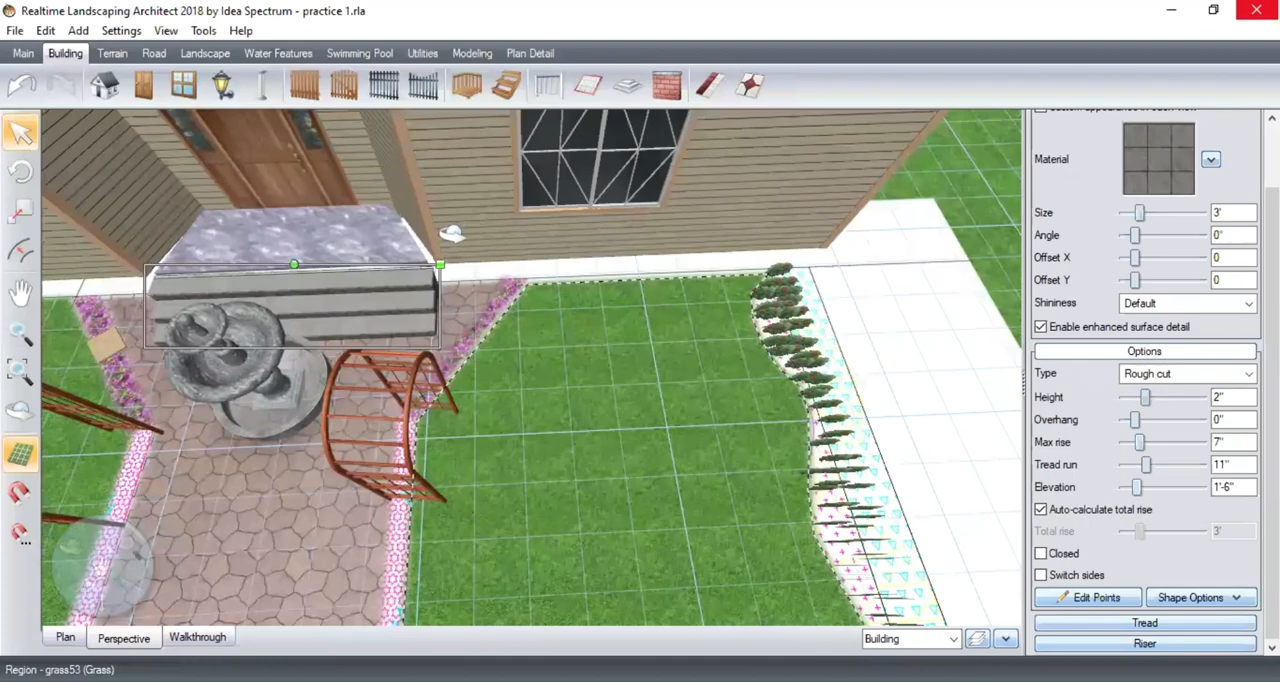 Realtime Landscaping Architect 2018 by Idea Spectrum - practice 1.rla
File Edit Add Settings View Tools Help
Main Building Terrain Road Landscape Water Features Swimming Pool Utilities Modeling Plan Detail
Material
Size 3'
Angle 0°
Offset X 0
Offset Y 0
Shininess Default
Enable enhanced surface detail
Options
Type Rough cut
Height 2"
Overhang 0"
Max rise 7"
Tread run 11"
Elevation 1'-6"
Auto-calculate total rise
Total rise 3'
Closed
Switch sides
Edit Points Shape Options
Tread
Riser
Plan Perspective Walkthrough Building
Region - grass53 (Grass)